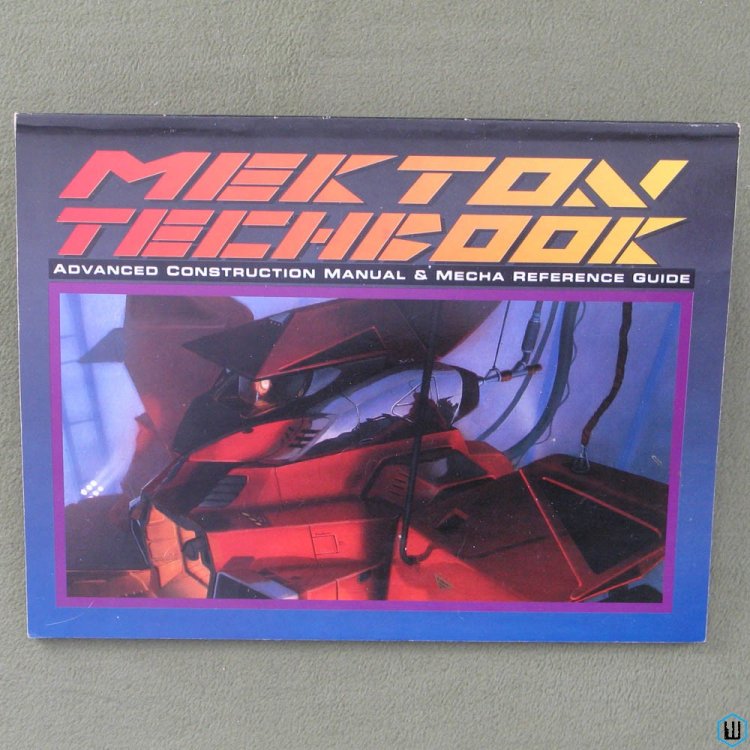 MEKTON
TECHBOOK
ADVANCED CONSTRUCTION MANUAL & MECHA REFERENCE GUIDE
W